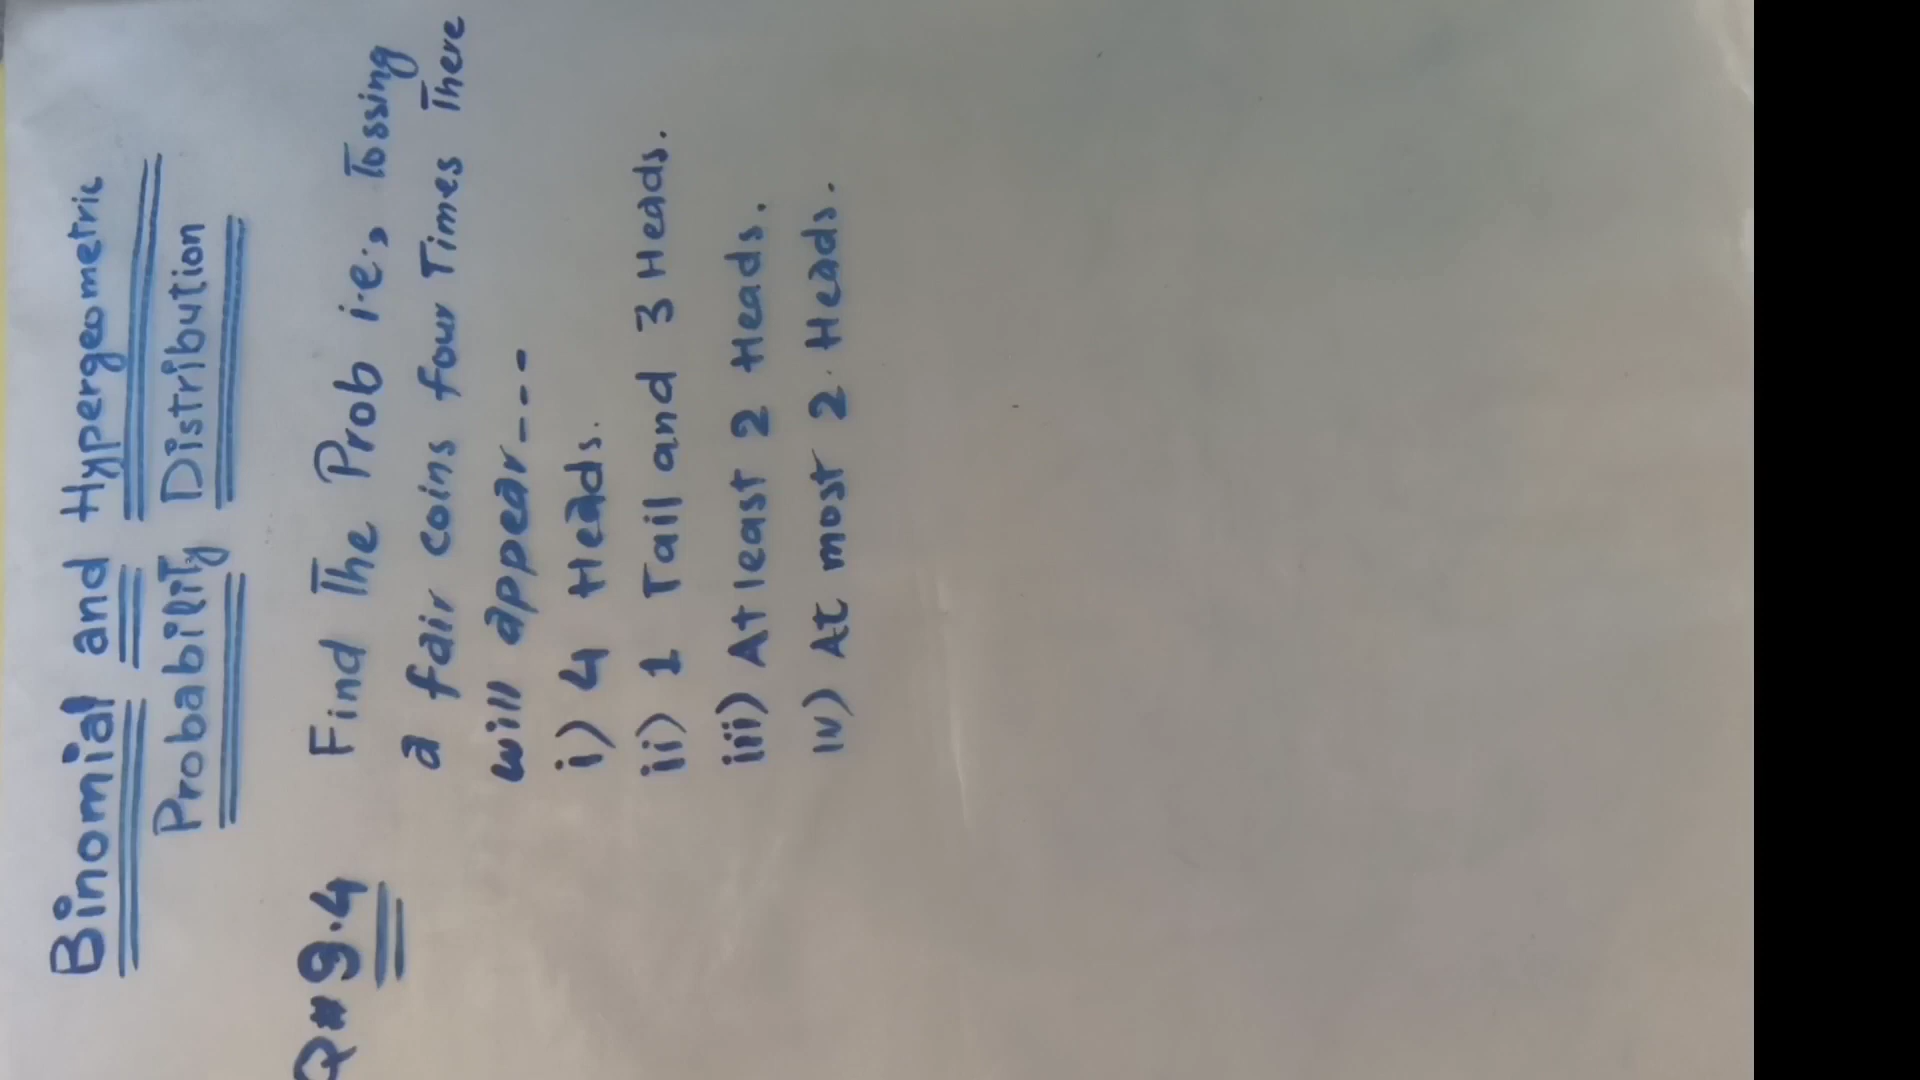 Binomial and Hypergeometric
Probability Distribution
Q#9.4 Find The Prob i.e., Tossing
a fair coins four Times There
will appear----
i) 4 Heads.
ii) 1 Tail and 3 Heads.
iii) At least 2 Heads.
iv) At most 2 Heads.